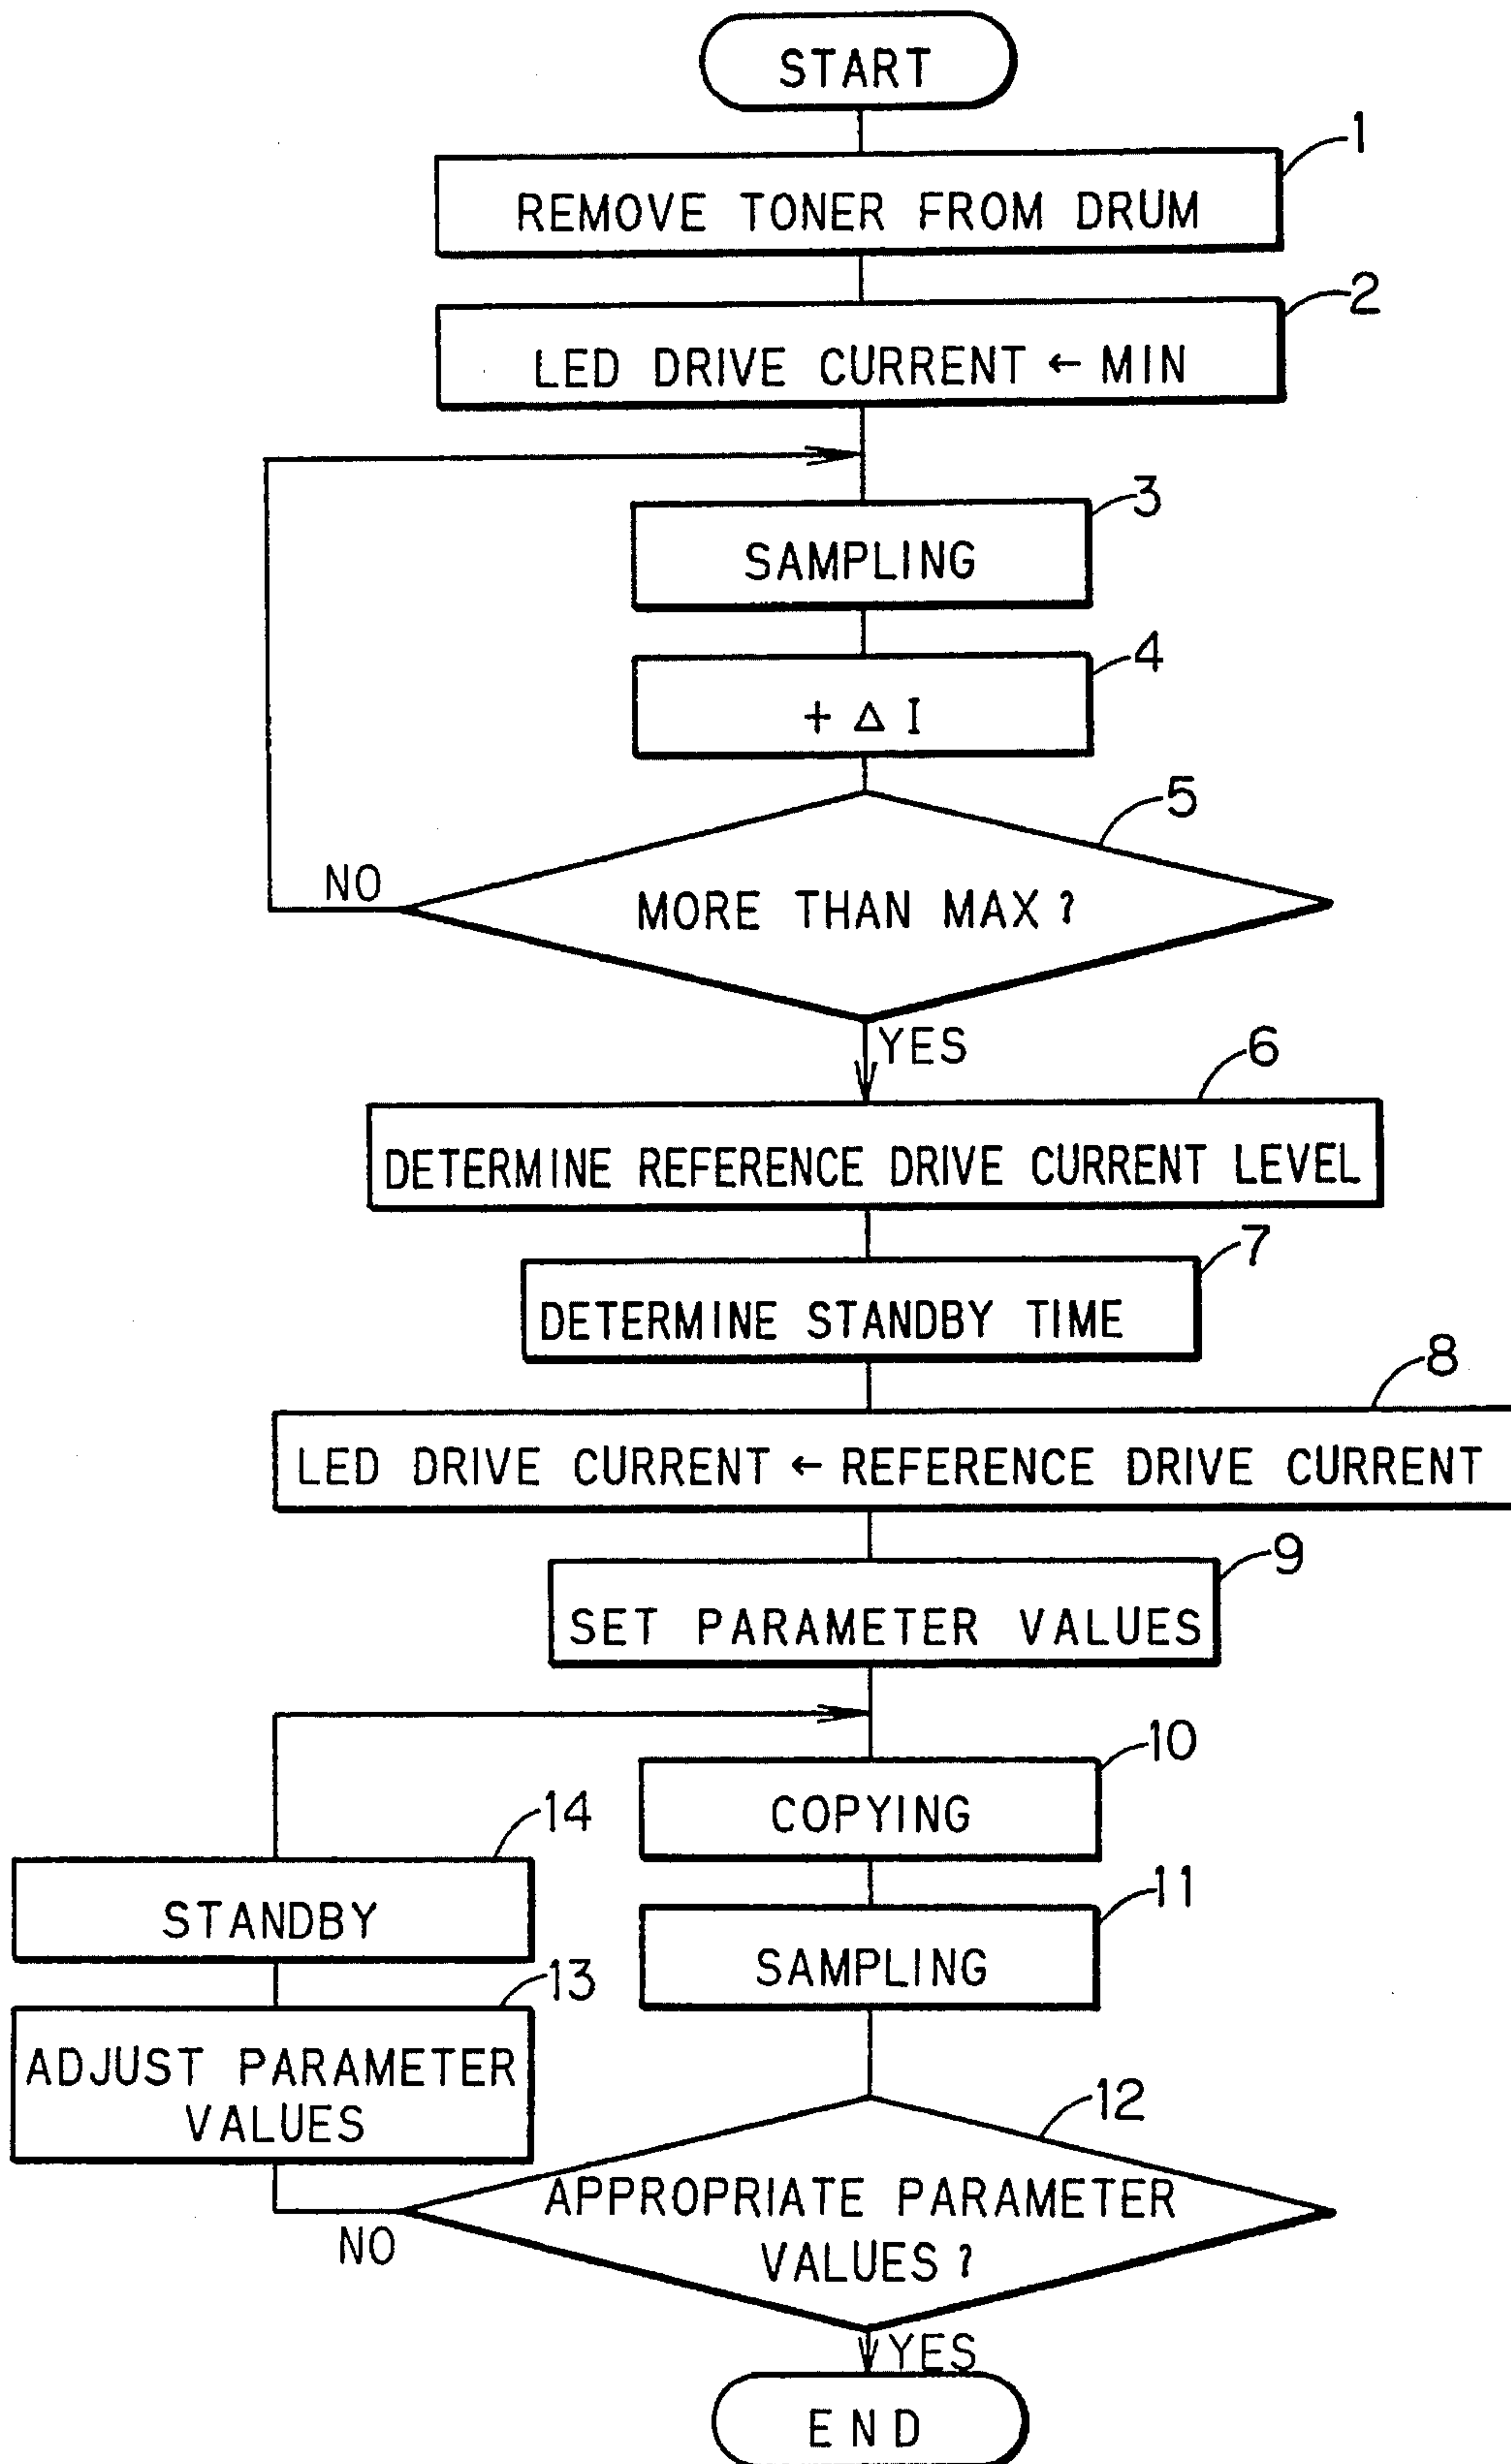 START
1
REMOVE TONER FROM DRUM
2
LED DRIVE CURRENT ← MIN
3
SAMPLING
4
+ Δ I
5
NO
MORE THAN MAX ?
YES
6
DETERMINE REFERENCE DRIVE CURRENT LEVEL
7
DETERMINE STANDBY TIME
8
LED DRIVE CURRENT ← REFERENCE DRIVE CURRENT
9
SET PARAMETER VALUES
10
COPYING
14
STANDBY
11
SAMPLING
13
ADJUST PARAMETER
VALUES
12
APPROPRIATE PARAMETER
VALUES ?
NO
YES
END